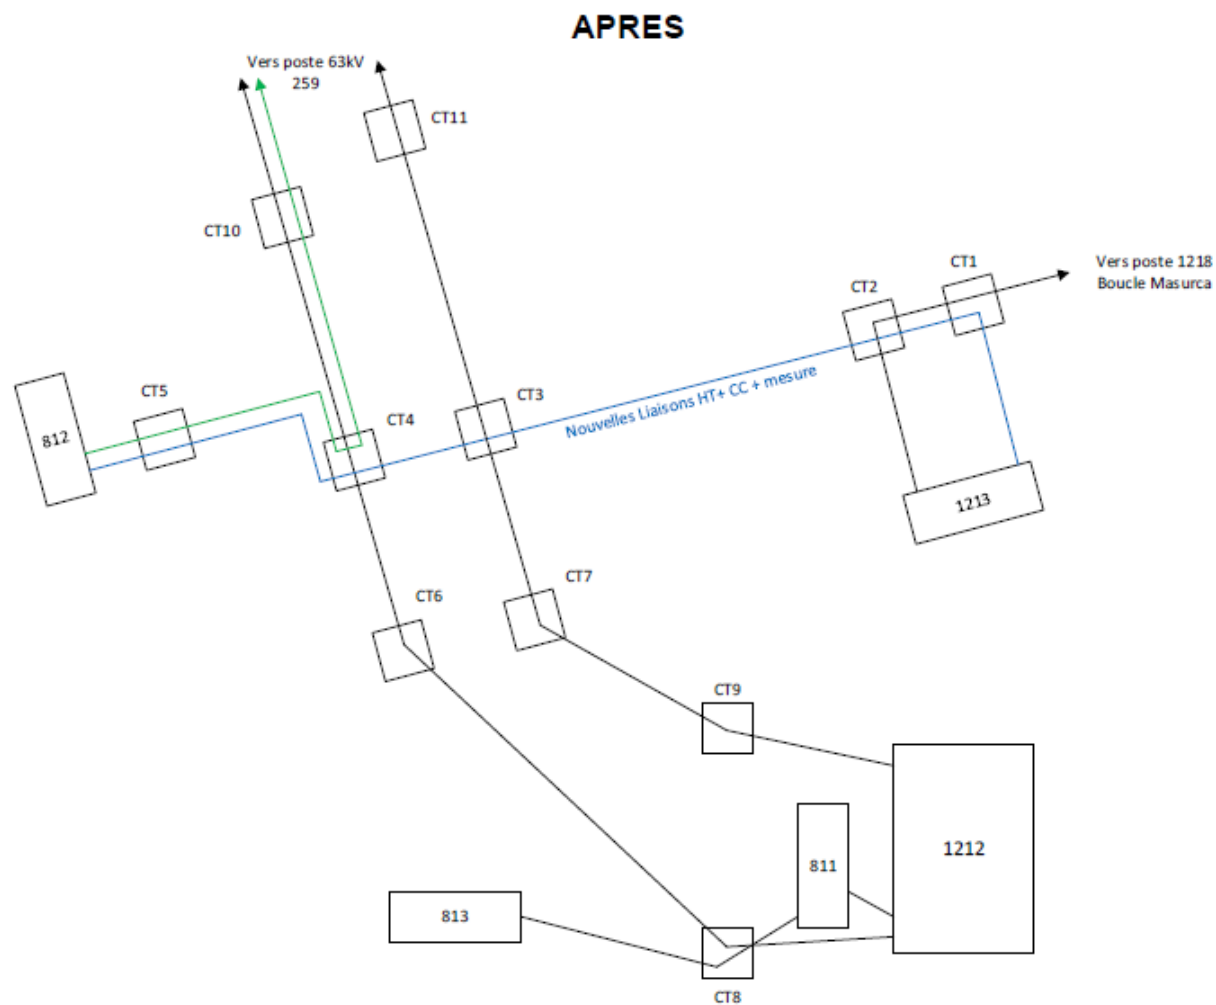 APRES
Vers poste 63kV
259
CT11
CT10
Vers poste 1218
Boucle Masurca
CT1
CT2
CT5
CT3
CT4
Nouvelles Liaisons HT+ CC + mesure
812
1213
CT7
CT6
CT9
1212
811
813
CT8